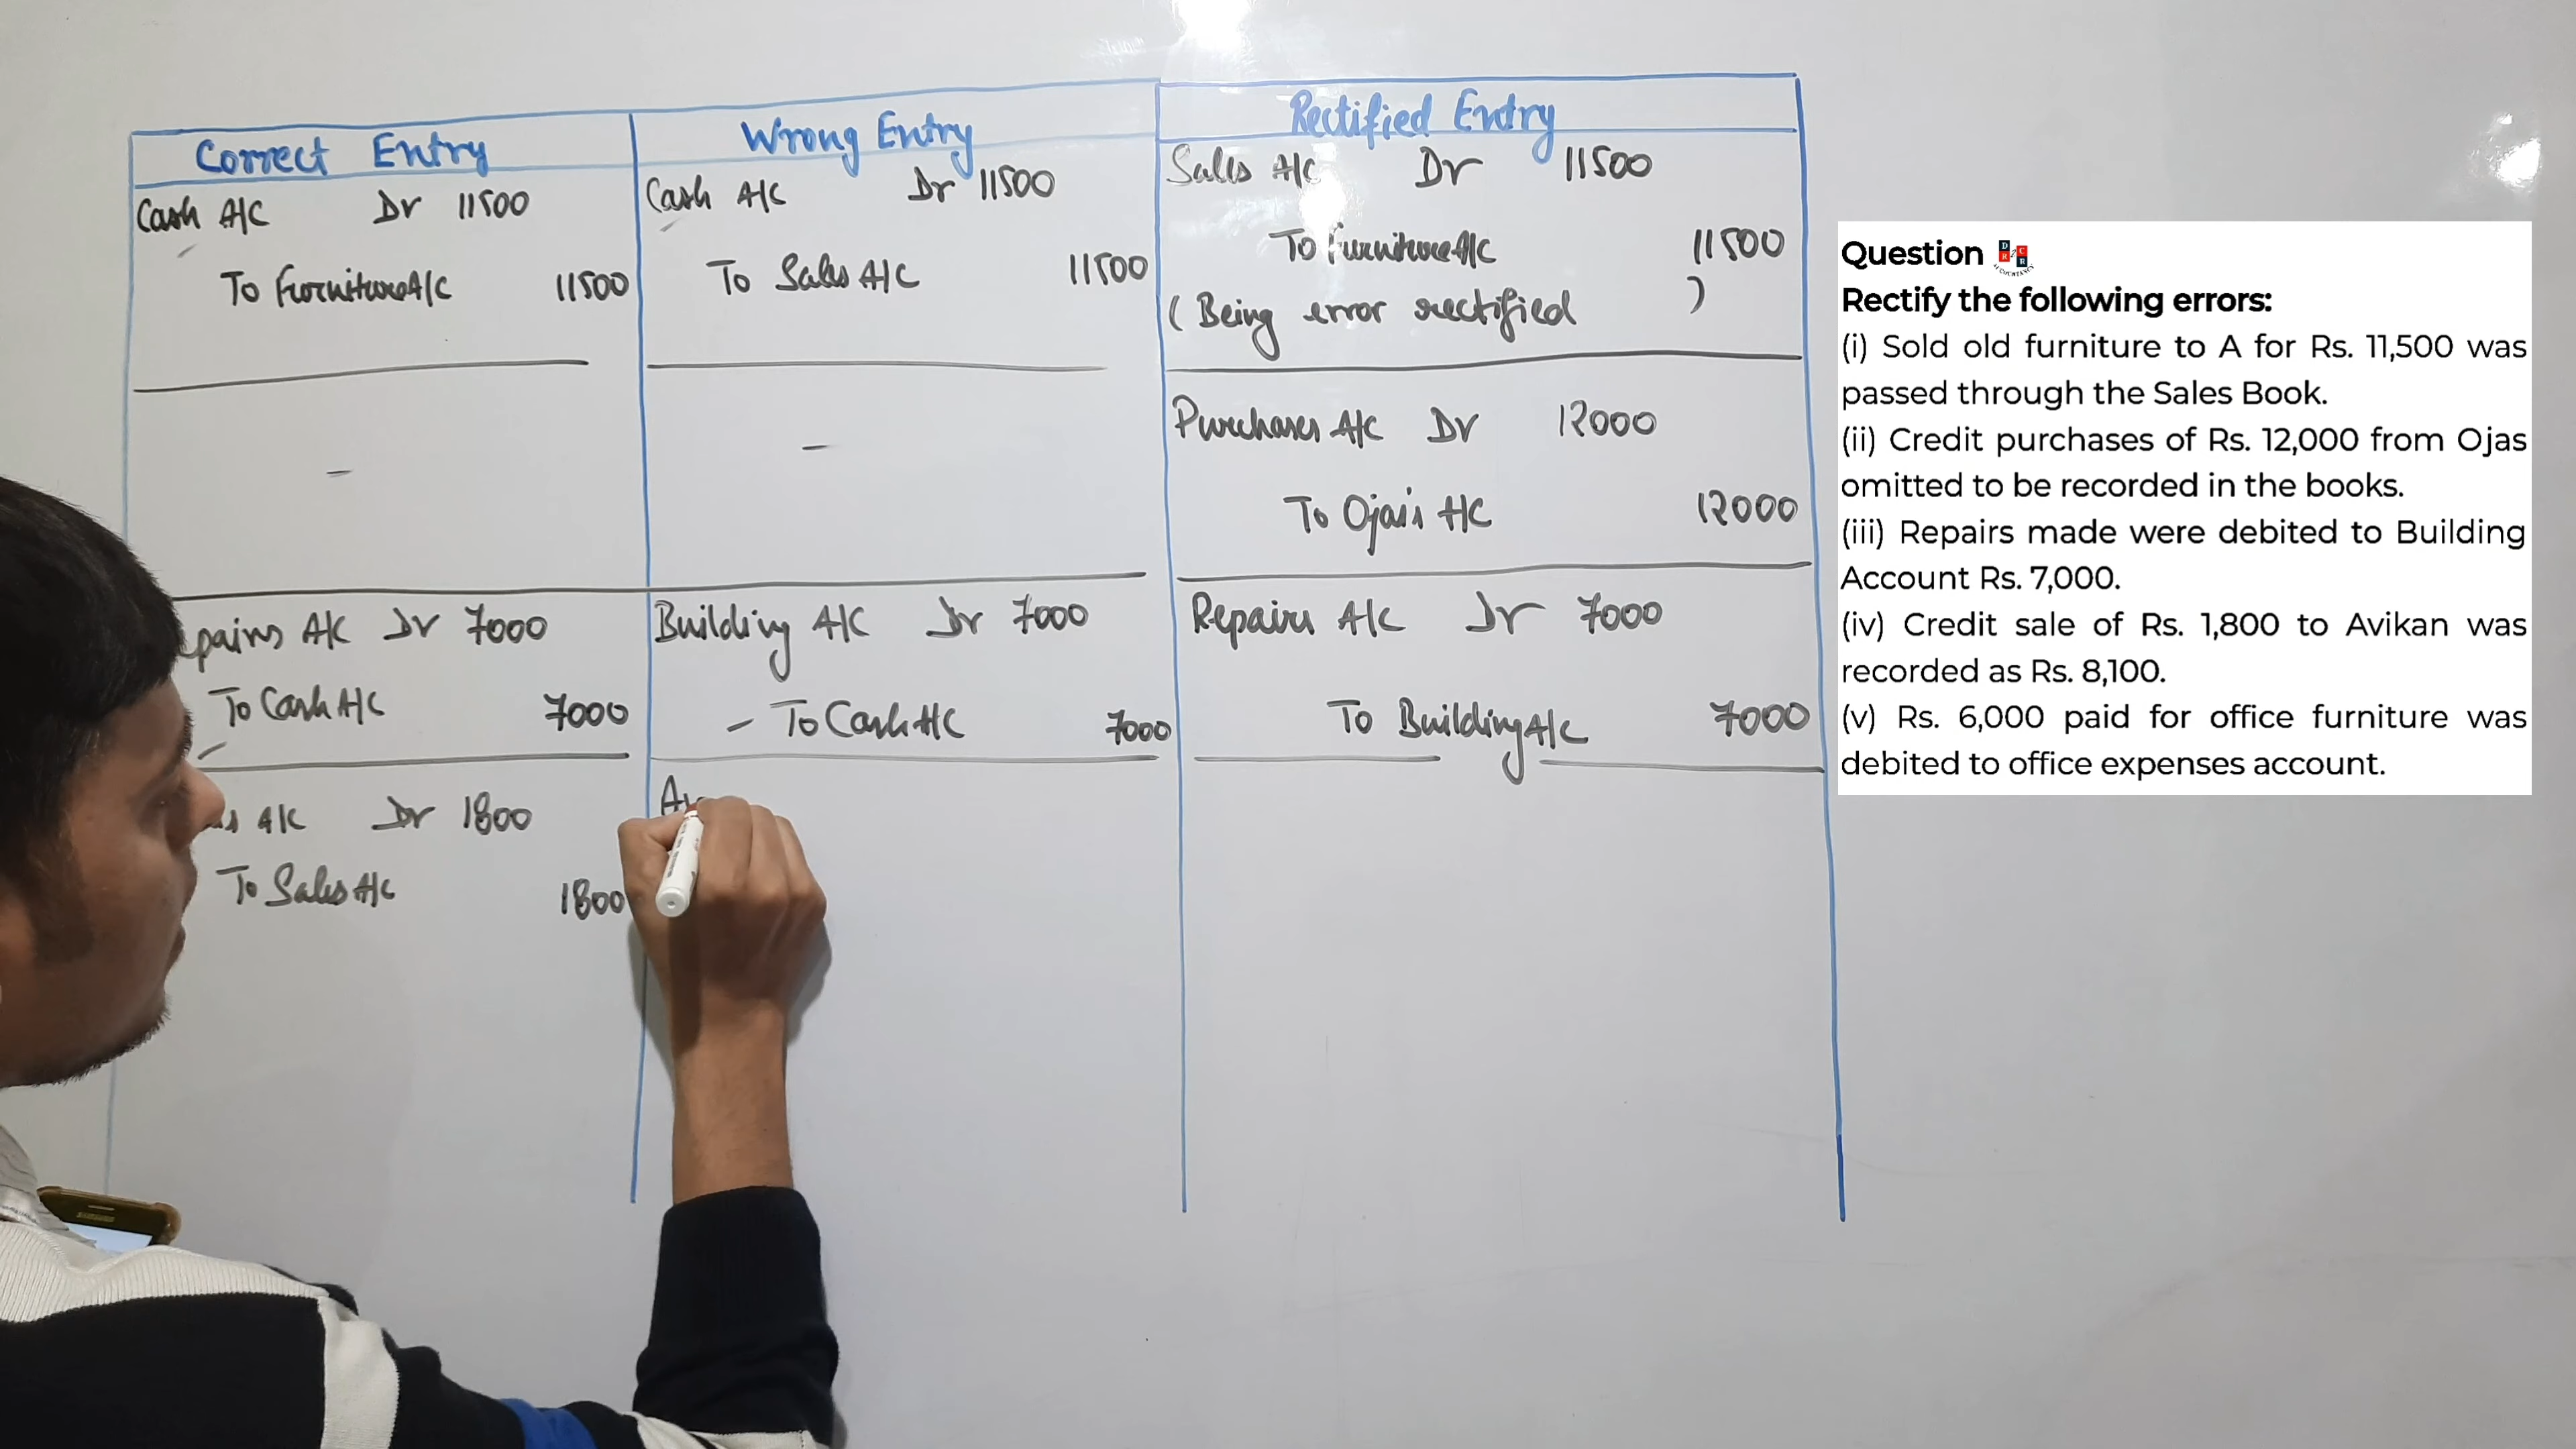 Correct Entry
Cash A/C Dr 11500
To Furniture A/C 11500
-
Repairs A/C Dr 7000
To Cash A/C 7000
A/C Dr 1800
To Sales A/C 1800
Wrong Entry
Cash A/C Dr 11500
To Sales A/C 11500
-
Building A/C Dr 7000
- To Cash A/C 7000
Rectified Entry
Sales A/C Dr 11500
To Furniture A/C 11500
( Being error rectified )
Purchases A/C Dr 12000
To Ojas's A/C 12000
Repairs A/C Dr 7000
To Building A/C 7000
Question
Rectify the following errors:
(i) Sold old furniture to A for Rs. 11,500 was
passed through the Sales Book.
(ii) Credit purchases of Rs. 12,000 from Ojas
omitted to be recorded in the books.
(iii) Repairs made were debited to Building
Account Rs. 7,000.
(iv) Credit sale of Rs. 1,800 to Avikan was
recorded as Rs. 8,100.
(v) Rs. 6,000 paid for office furniture was
debited to office expenses account.